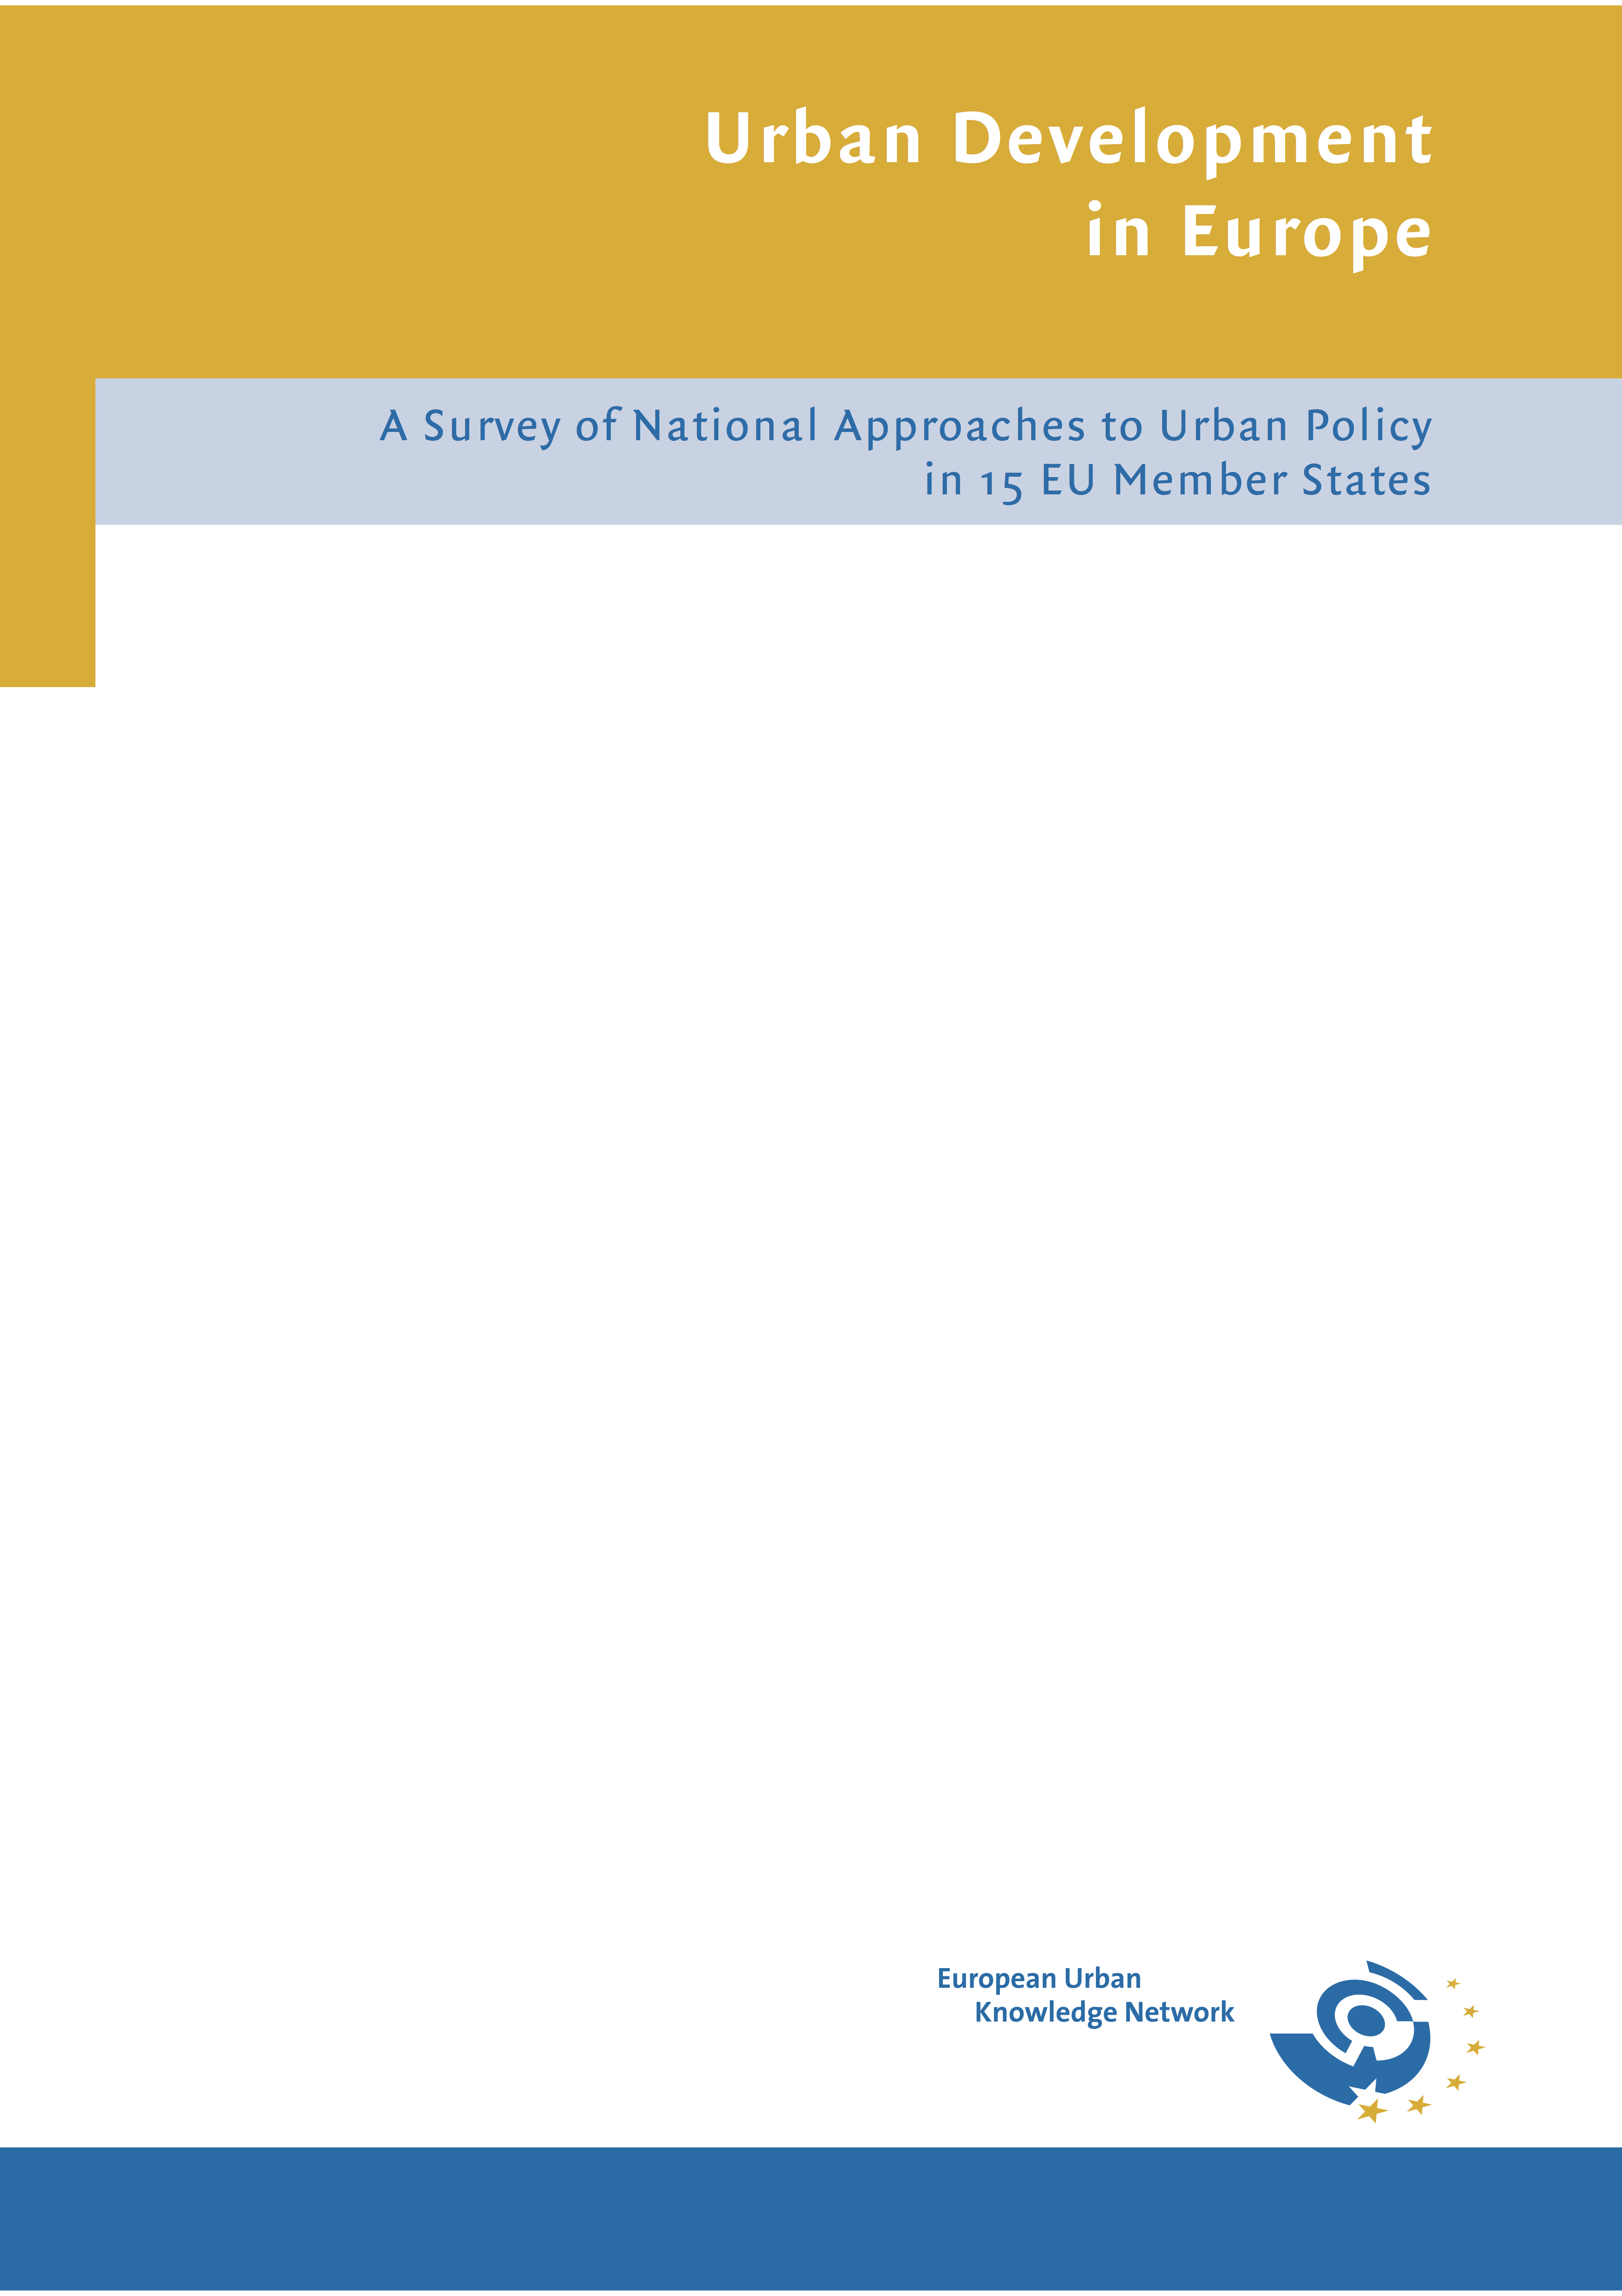 Urban Development
in Europe
A Survey of National Approaches to Urban Policy
in 15 EU Member States
European Urban
Knowledge Network